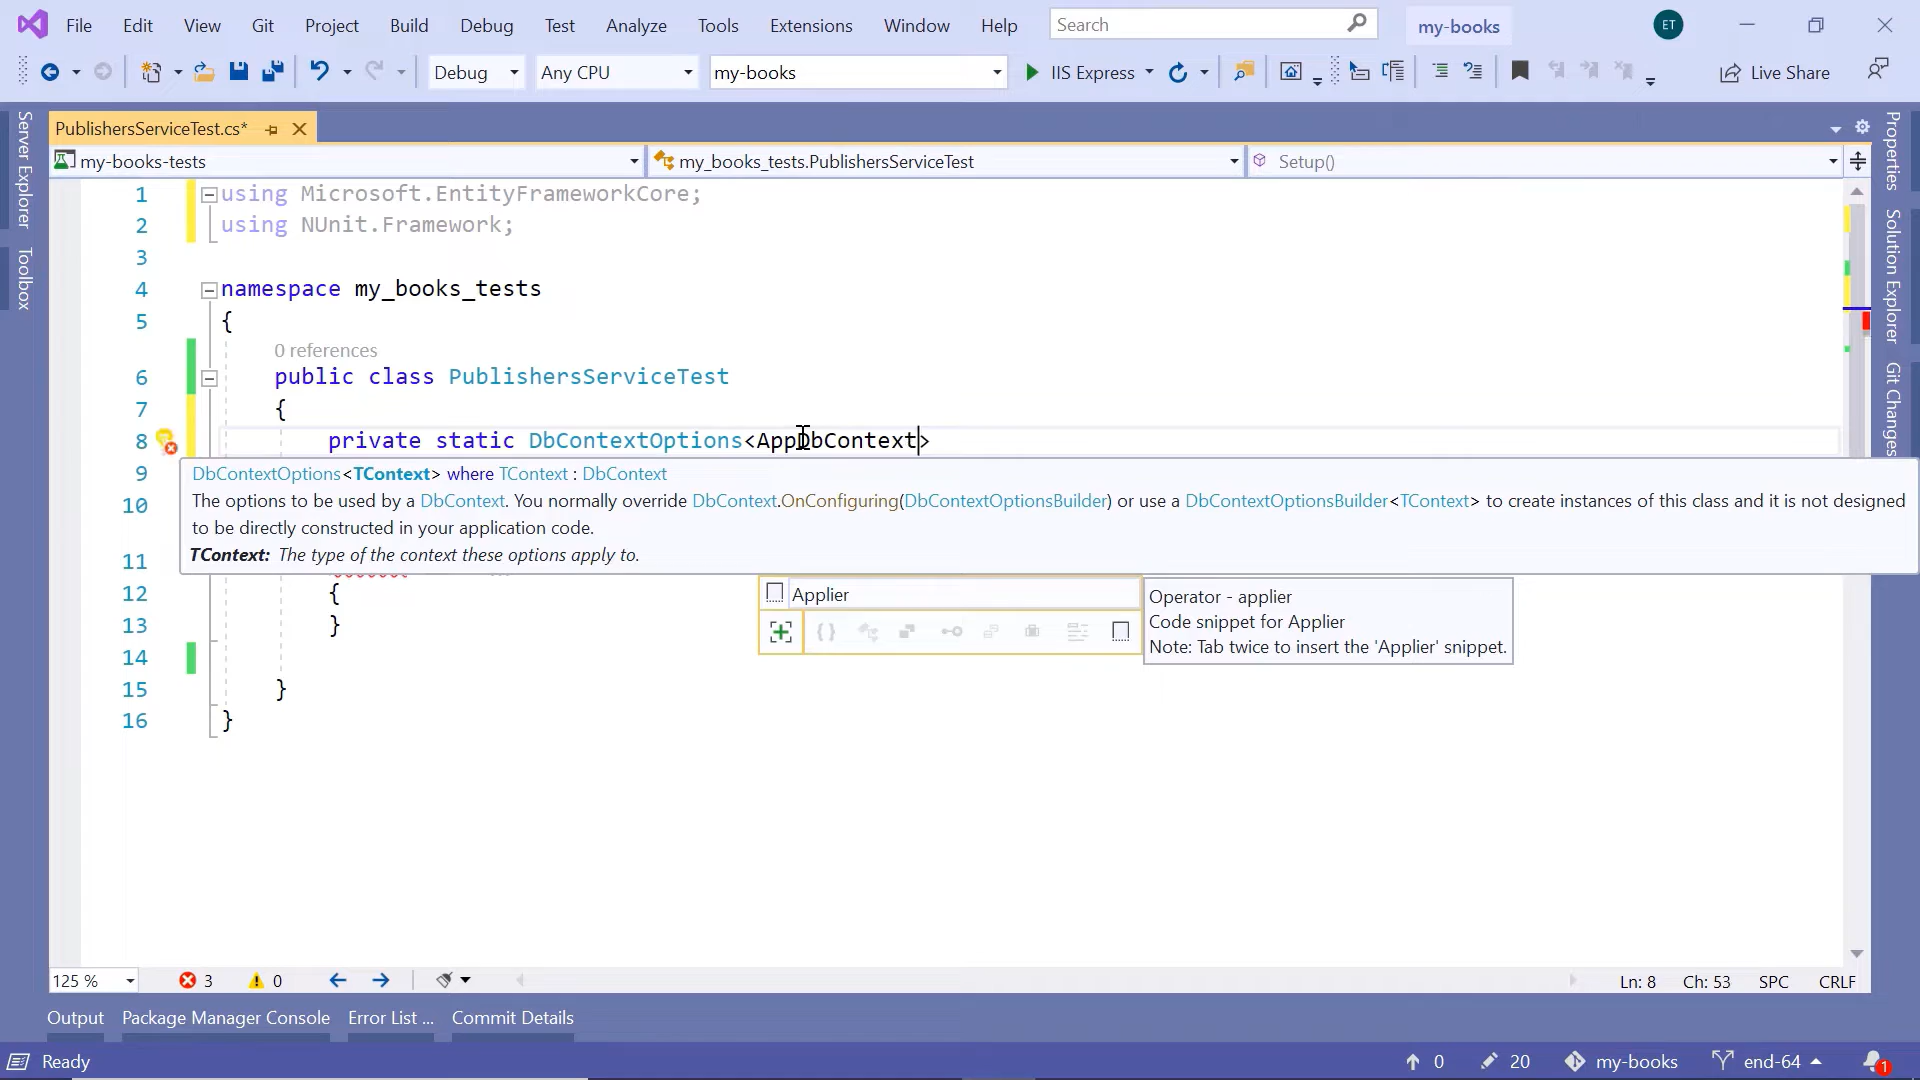 File Edit View Git Project Build Debug Test Analyze Tools Extensions Window Help Search my-books ET
Debug Any CPU my-books IIS Express Live Share
Server Explorer
Toolbox
PublishersServiceTest.cs*
my-books-tests my_books_tests.PublishersServiceTest Setup()
1 using Microsoft.EntityFrameworkCore;
2 using NUnit.Framework;
3
4 namespace my_books_tests
5 {
0 references
6 public class PublishersServiceTest
7 {
8 private static DbContextOptions<AppDbContext>
9
DbContextOptions<TContext> where TContext : DbContext
10
The options to be used by a DbContext. You normally override DbContext.OnConfiguring(DbContextOptionsBuilder) or use a DbContextOptionsBuilder<TContext> to create instances of this class and it is not designed
to be directly constructed in your application code.
TContext: The type of the context these options apply to.
11
12 {
13 }
14
15 }
16 }
Applier
Operator - applier
Code snippet for Applier
Note: Tab twice to insert the 'Applier' snippet.
Properties
Solution Explorer
Git Changes
125 % 3 0 Ln: 8 Ch: 53 SPC CRLF
Output Package Manager Console Error List ... Commit Details
Ready 0 20 my-books end-64 1